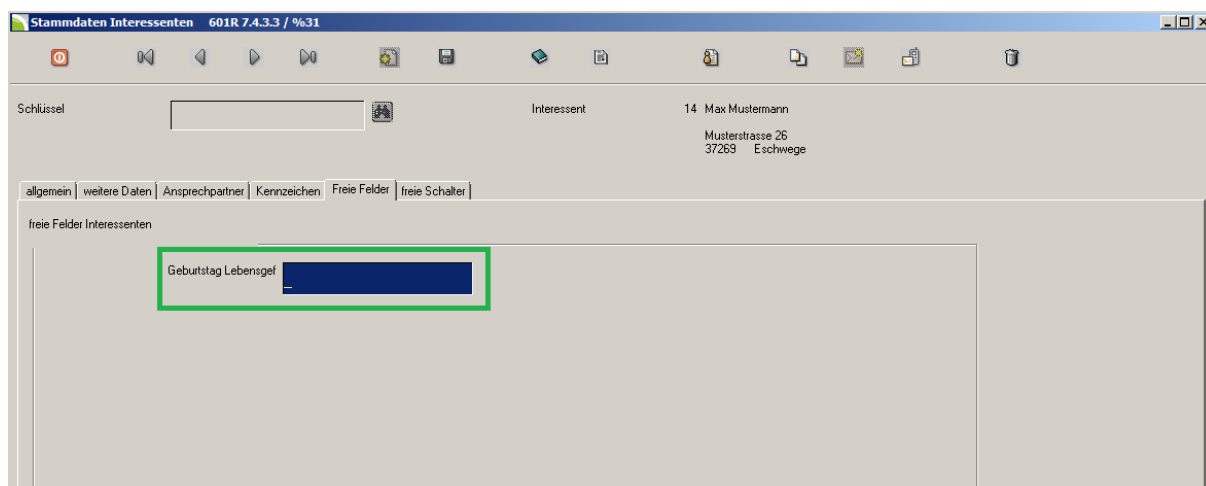 Stammdaten Interessenten 601R 7.4.3.3 / %31
Schlüssel
Interessent 14 Max Mustermann
Musterstrasse 26
37269 Eschwege
allgemein weitere Daten Ansprechpartner Kennzeichen Freie Felder freie Schalter
freie Felder Interessenten
Geburtstag Lebensgef